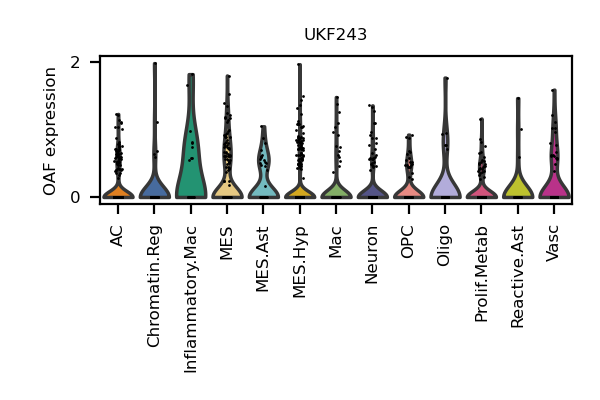 UKF243
OAF expression
2
0
AC
Chromatin.Reg
Inflammatory.Mac
MES
MES.Ast
MES.Hyp
Mac
Neuron
OPC
Oligo
Prolif.Metab
Reactive.Ast
Vasc